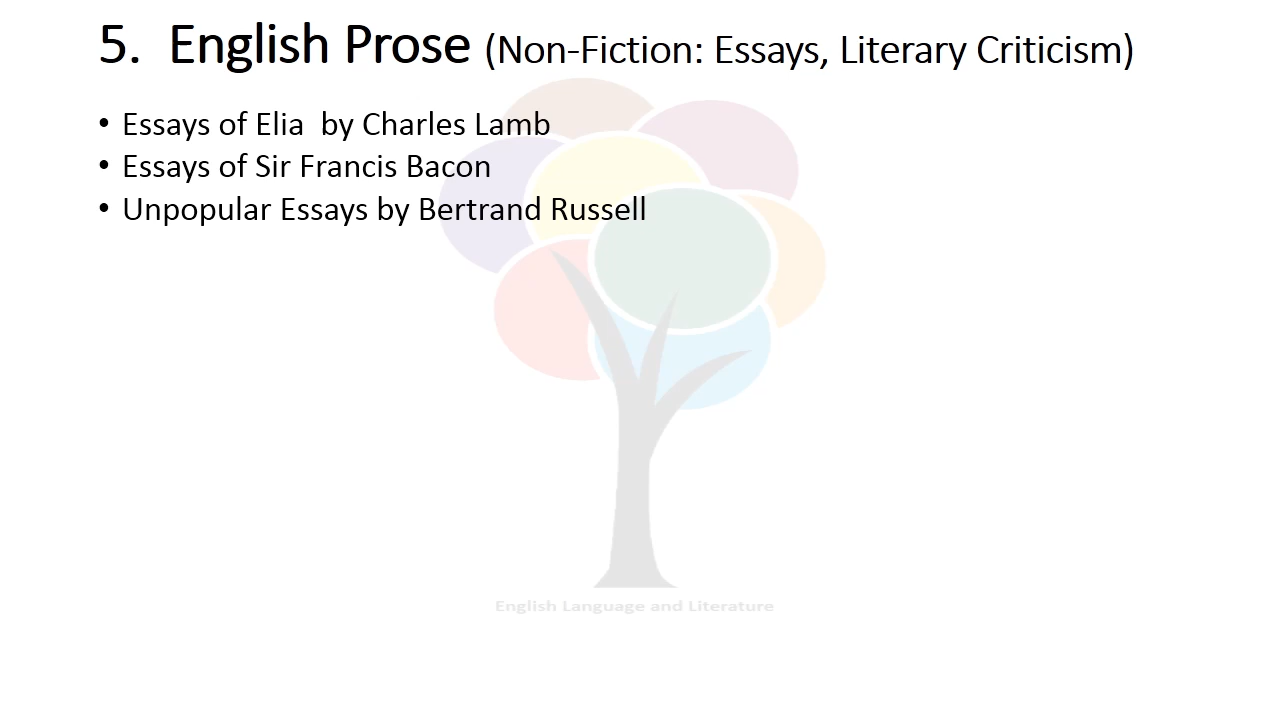 5. English Prose (Non-Fiction: Essays, Literary Criticism)
• Essays of Elia by Charles Lamb
• Essays of Sir Francis Bacon
• Unpopular Essays by Bertrand Russell
English Language and Literature